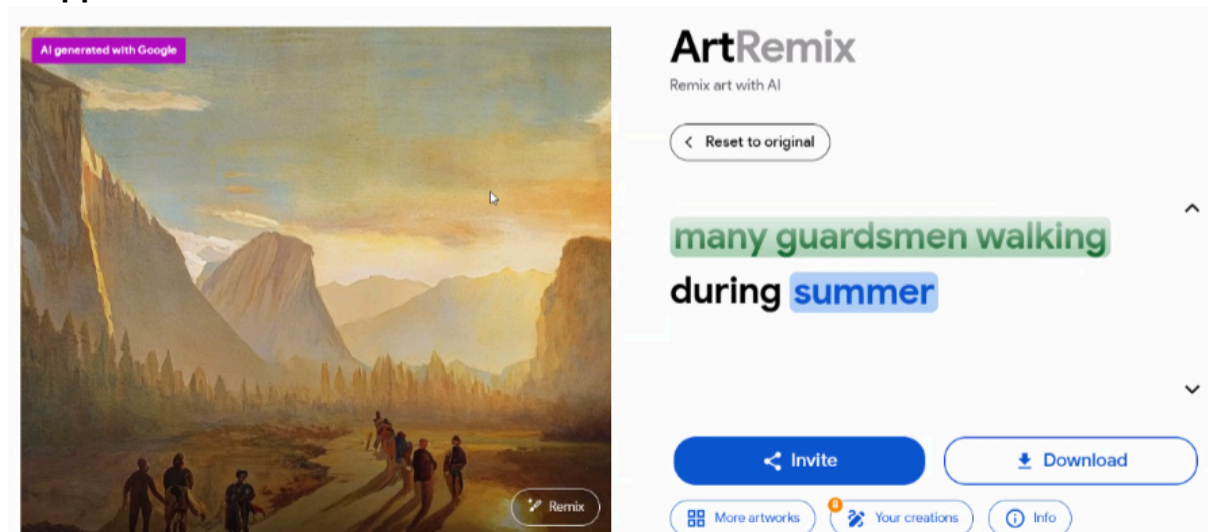 AI generated with Google
ArtRemix
Remix art with AI
Reset to original
many guardsmen walking
during summer
Invite
Download
Remix
More artworks
8
Your creations
Info